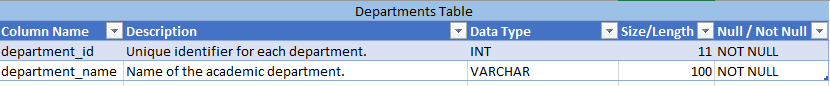 Departments Table
Column Name Description Data Type Size/Length Null / Not Null
department_id Unique identifier for each department. INT 11 NOT NULL
department_name Name of the academic department. VARCHAR 100 NOT NULL